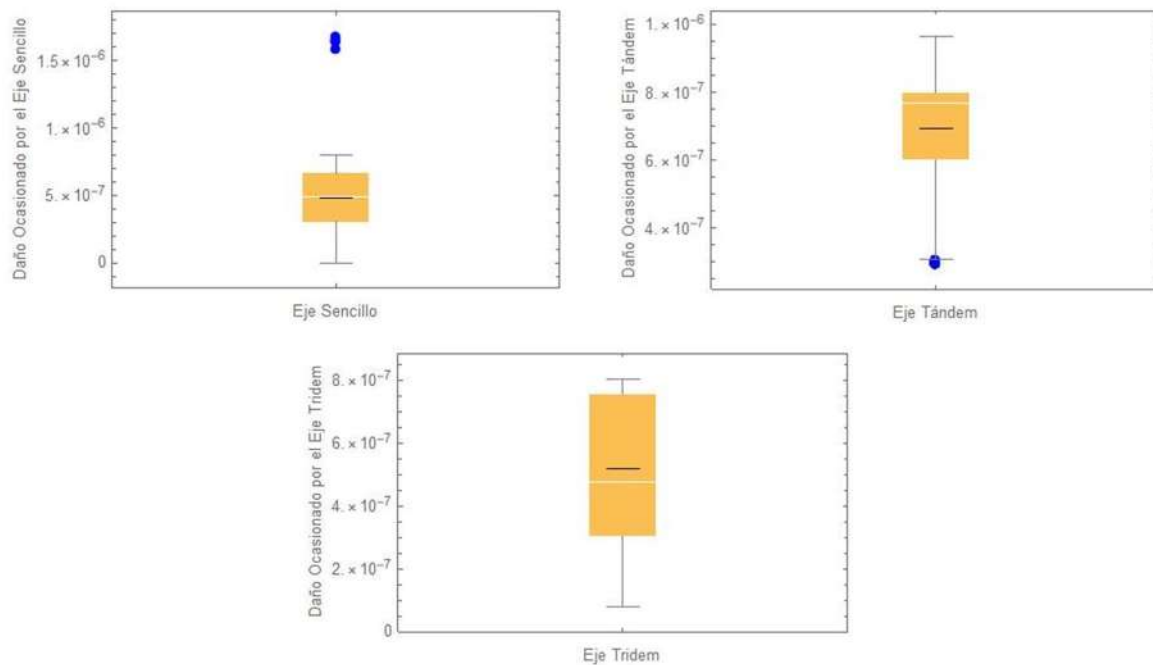 Daño Ocasionado por el Eje Sencillo
1.5 × 10⁻⁶
1. × 10⁻⁶
5. × 10⁻⁷
0
Eje Sencillo
Daño Ocasionado por el Eje Tándem
1. × 10⁻⁶
8. × 10⁻⁷
6. × 10⁻⁷
4. × 10⁻⁷
Eje Tándem
Daño Ocasionado por el Eje Tridem
8. × 10⁻⁷
6. × 10⁻⁷
4. × 10⁻⁷
2. × 10⁻⁷
0
Eje Tridem